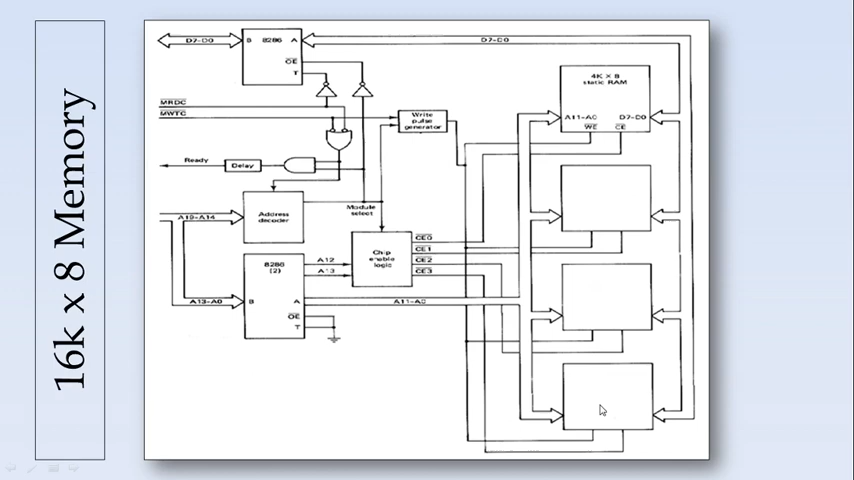 16k x 8 Memory
D7-D0
B 8286 A
OE
T
D7-D0
MRDC
MWTC
Write
pulse
generator
4K X 8
static RAM
A11-A0 D7-D0
WE CE
Ready
Delay
A19-A14
Address
decoder
Module
select
Chip
enable
logic
CE0
CE1
CE2
CE3
A12
A13
8286
(2)
A13-A0
B A
A11-A0
OE
T